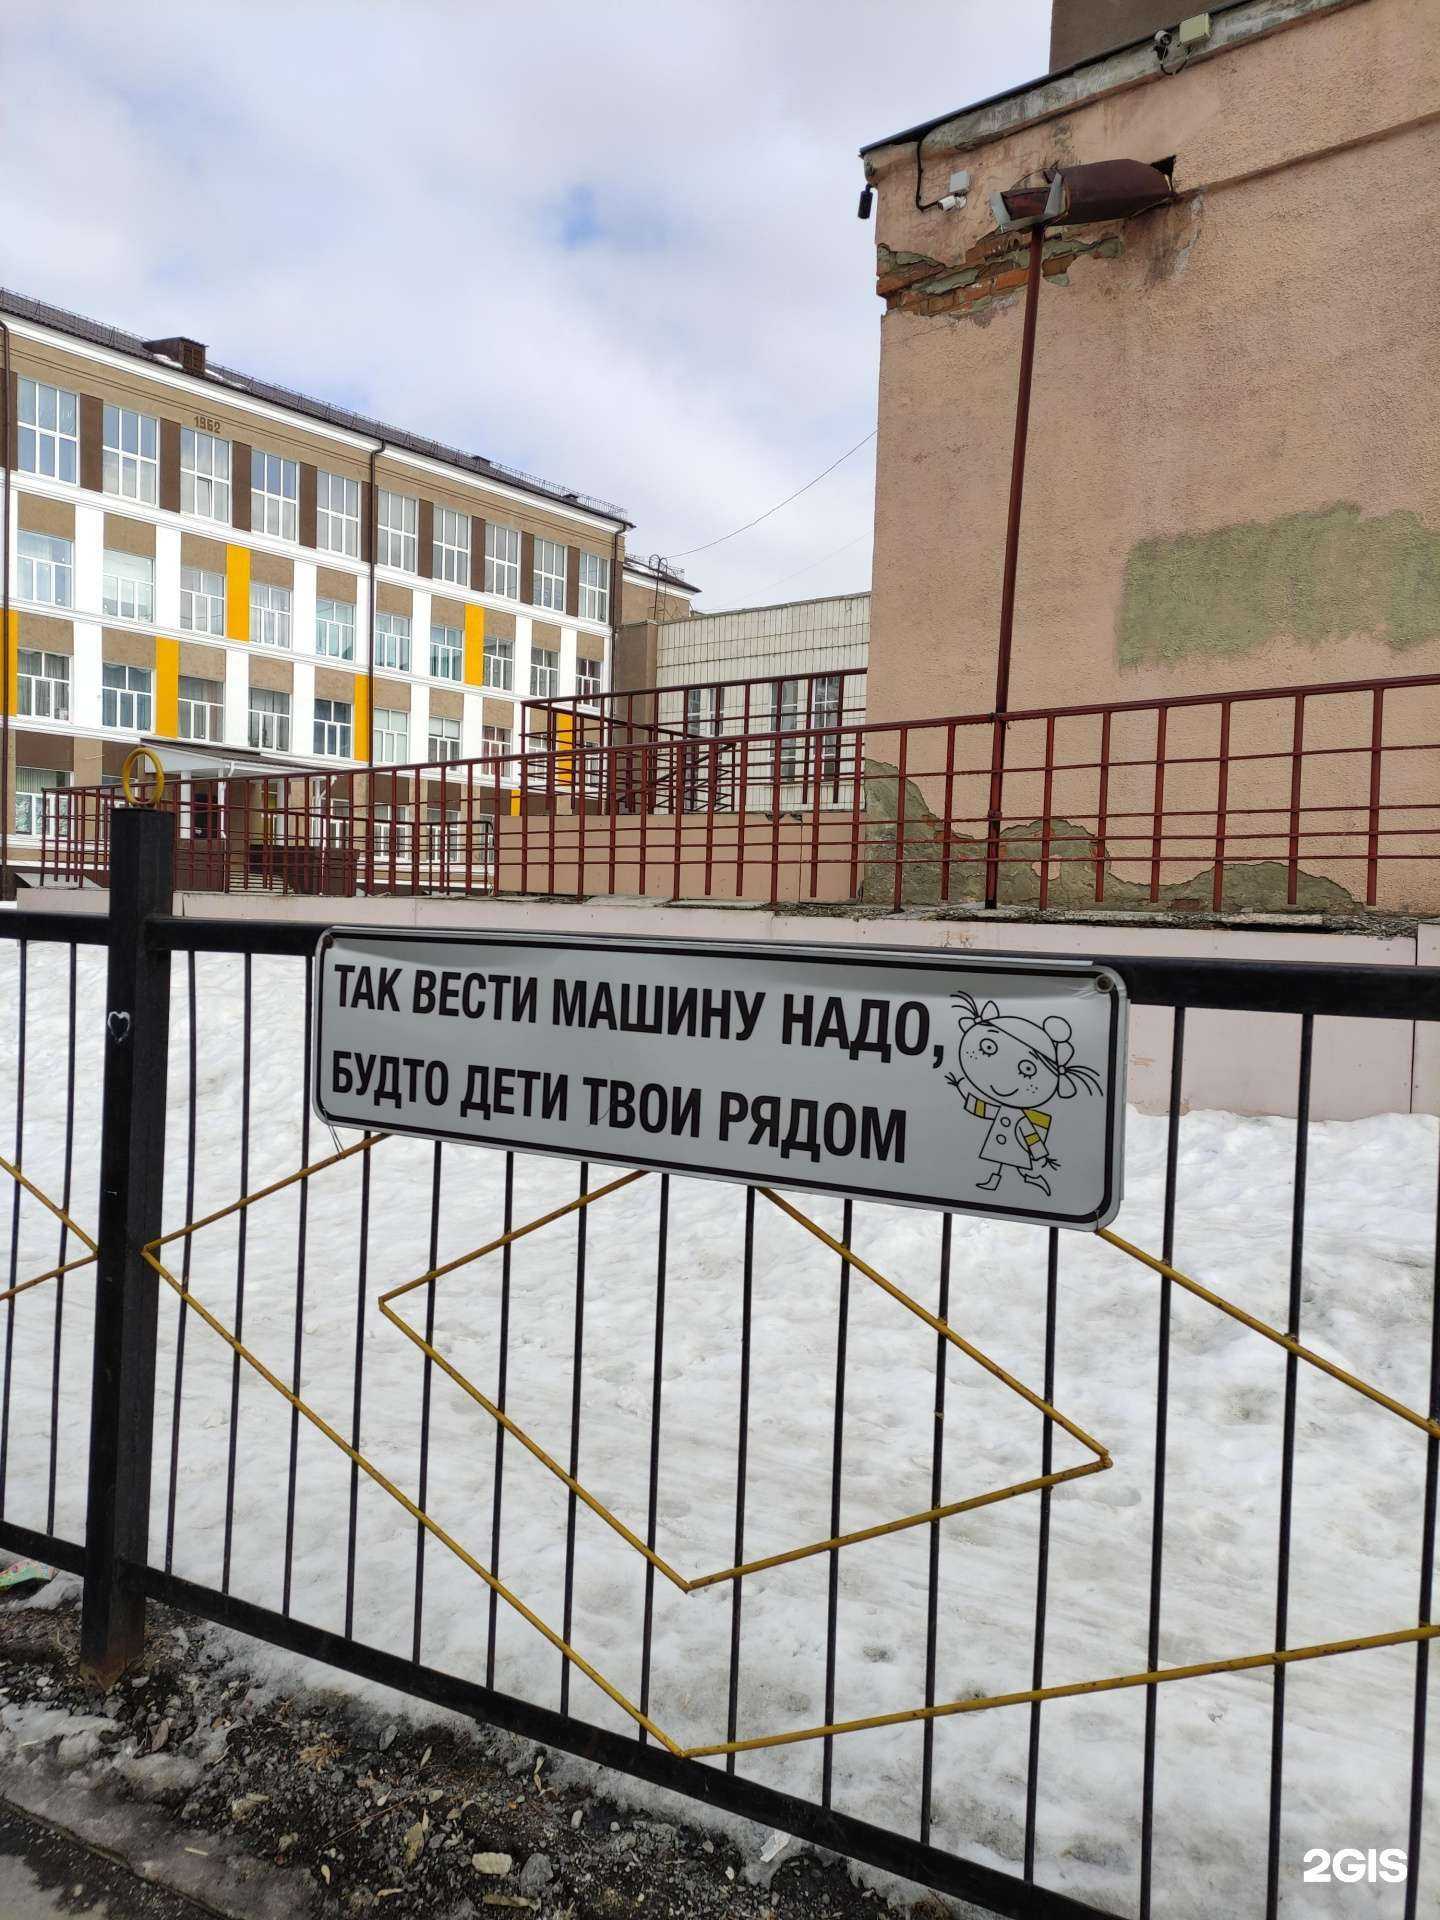 1962
ТАК ВЕСТИ МАШИНУ НАДО,
БУДТО ДЕТИ ТВОИ РЯДОМ
2GIS